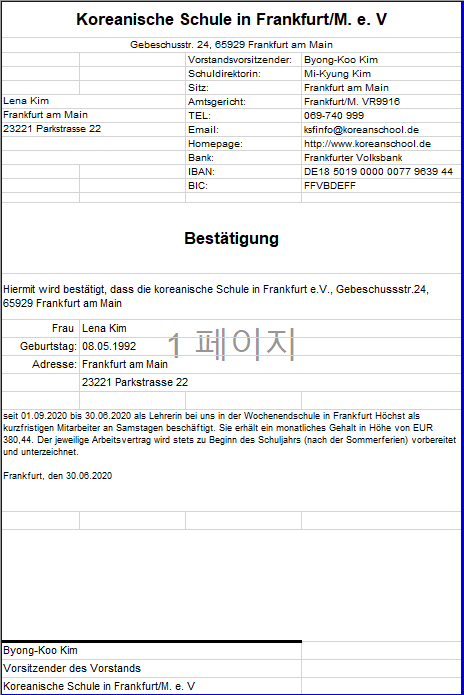 Koreanische Schule in Frankfurt/M. e. V
Gebeschusstr. 24, 65929 Frankfurt am Main
Vorstandsvorsitzender: Byong-Koo Kim
Schuldirektorin: Mi-Kyung Kim
Sitz: Frankfurt am Main
Lena Kim Amtsgericht: Frankfurt/M. VR9916
Frankfurt am Main TEL: 069-740 999
23221 Parkstrasse 22 Email: ksfinfo@koreanschool.de
Homepage: http://www.koreanschool.de
Bank: Frankfurter Volksbank
IBAN: DE18 5019 0000 0077 9639 44
BIC: FFVBDEFF
Bestätigung
Hiermit wird bestätigt, dass die koreanische Schule in Frankfurt e.V., Gebeschussstr.24,
65929 Frankfurt am Main
Frau Lena Kim
1 페이지
Geburtstag: 08.05.1992
Adresse: Frankfurt am Main
23221 Parkstrasse 22
seit 01.09.2020 bis 30.06.2020 als Lehrerin bei uns in der Wochenendschule in Frankfurt Höchst als
kurzfristigen Mitarbeiter an Samstagen beschäftigt. Sie erhält ein monatliches Gehalt in Höhe von EUR
380,44. Der jeweilige Arbeitsvertrag wird stets zu Beginn des Schuljahrs (nach der Sommerferien) vorbereitet
und unterzeichnet.
Frankfurt, den 30.06.2020
Byong-Koo Kim
Vorsitzender des Vorstands
Koreanische Schule in Frankfurt/M. e. V